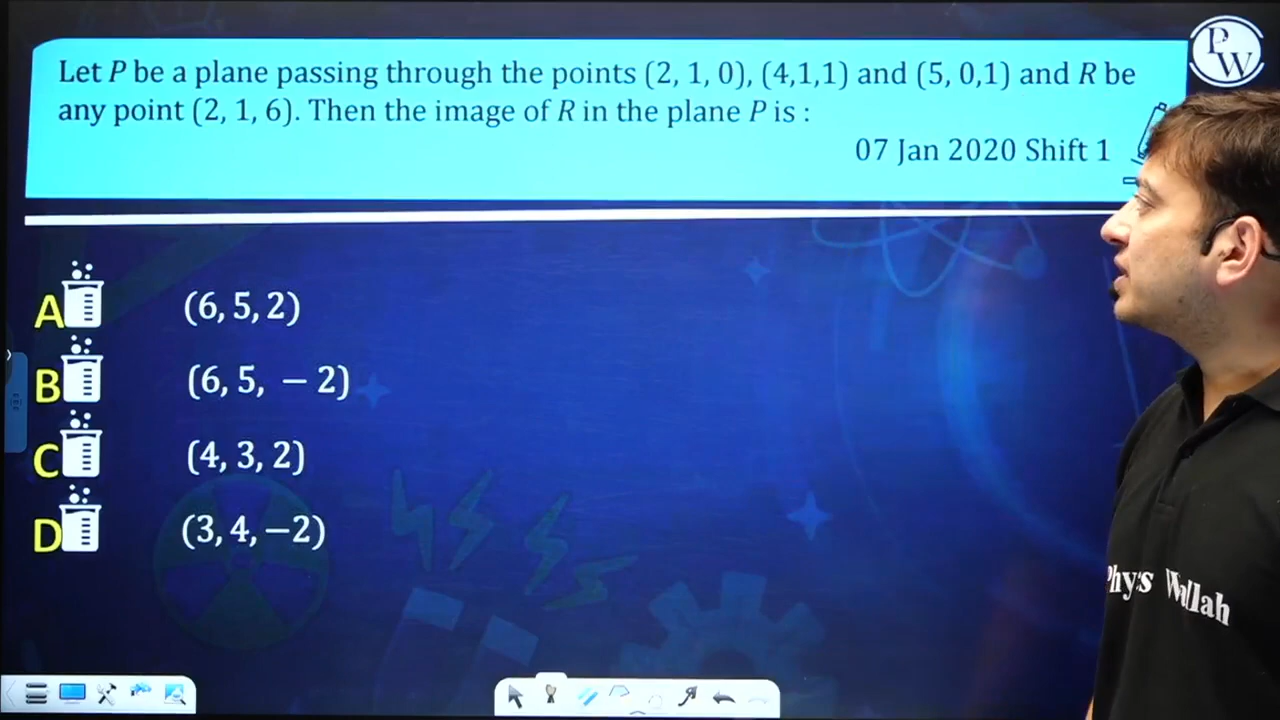 Let P be a plane passing through the points (2, 1, 0), (4,1,1) and (5, 0,1) and R be
any point (2, 1, 6). Then the image of R in the plane P is :
07 Jan 2020 Shift 1
PW
A (6, 5, 2)
B (6, 5, − 2)
C (4, 3, 2)
D (3, 4, −2)